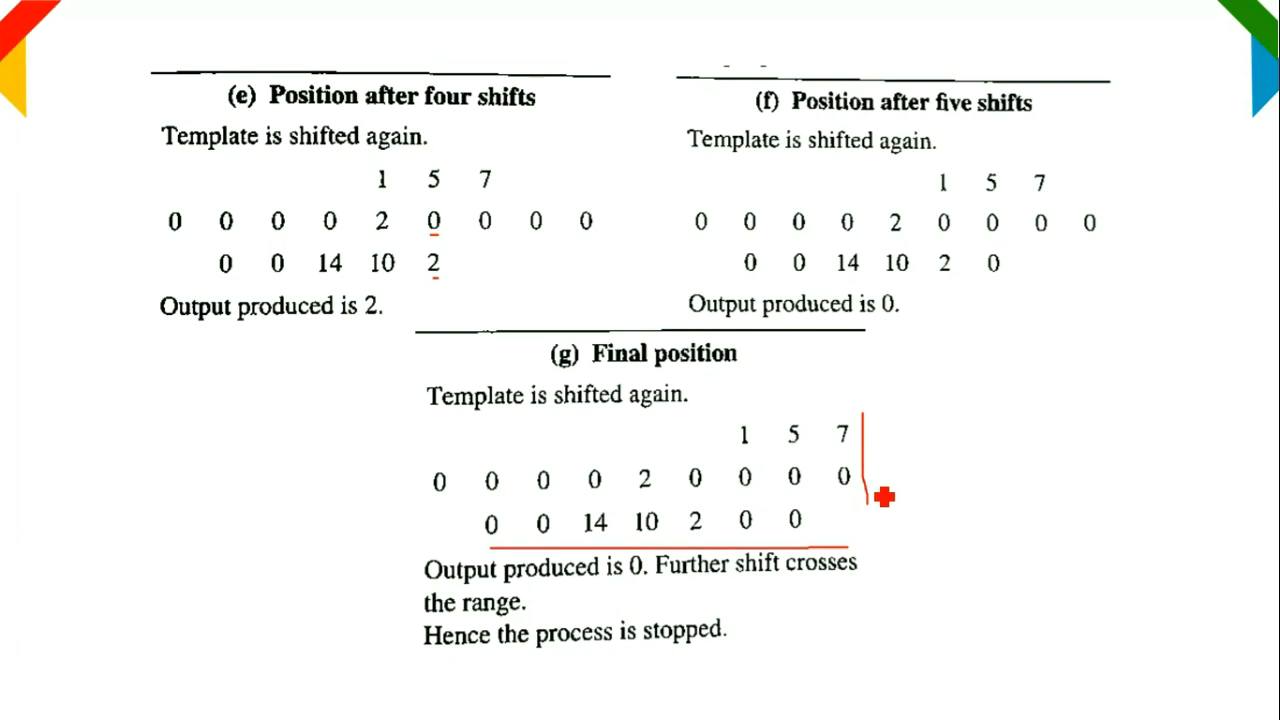 (e) Position after four shifts
Template is shifted again.
1 5 7
0 0 0 0 2 0 0 0 0
0 0 14 10 2
Output produced is 2.
(f) Position after five shifts
Template is shifted again.
1 5 7
0 0 0 0 2 0 0 0 0
0 0 14 10 2 0
Output produced is 0.
(g) Final position
Template is shifted again.
1 5 7
0 0 0 0 2 0 0 0 0
0 0 14 10 2 0 0
Output produced is 0. Further shift crosses
the range.
Hence the process is stopped.